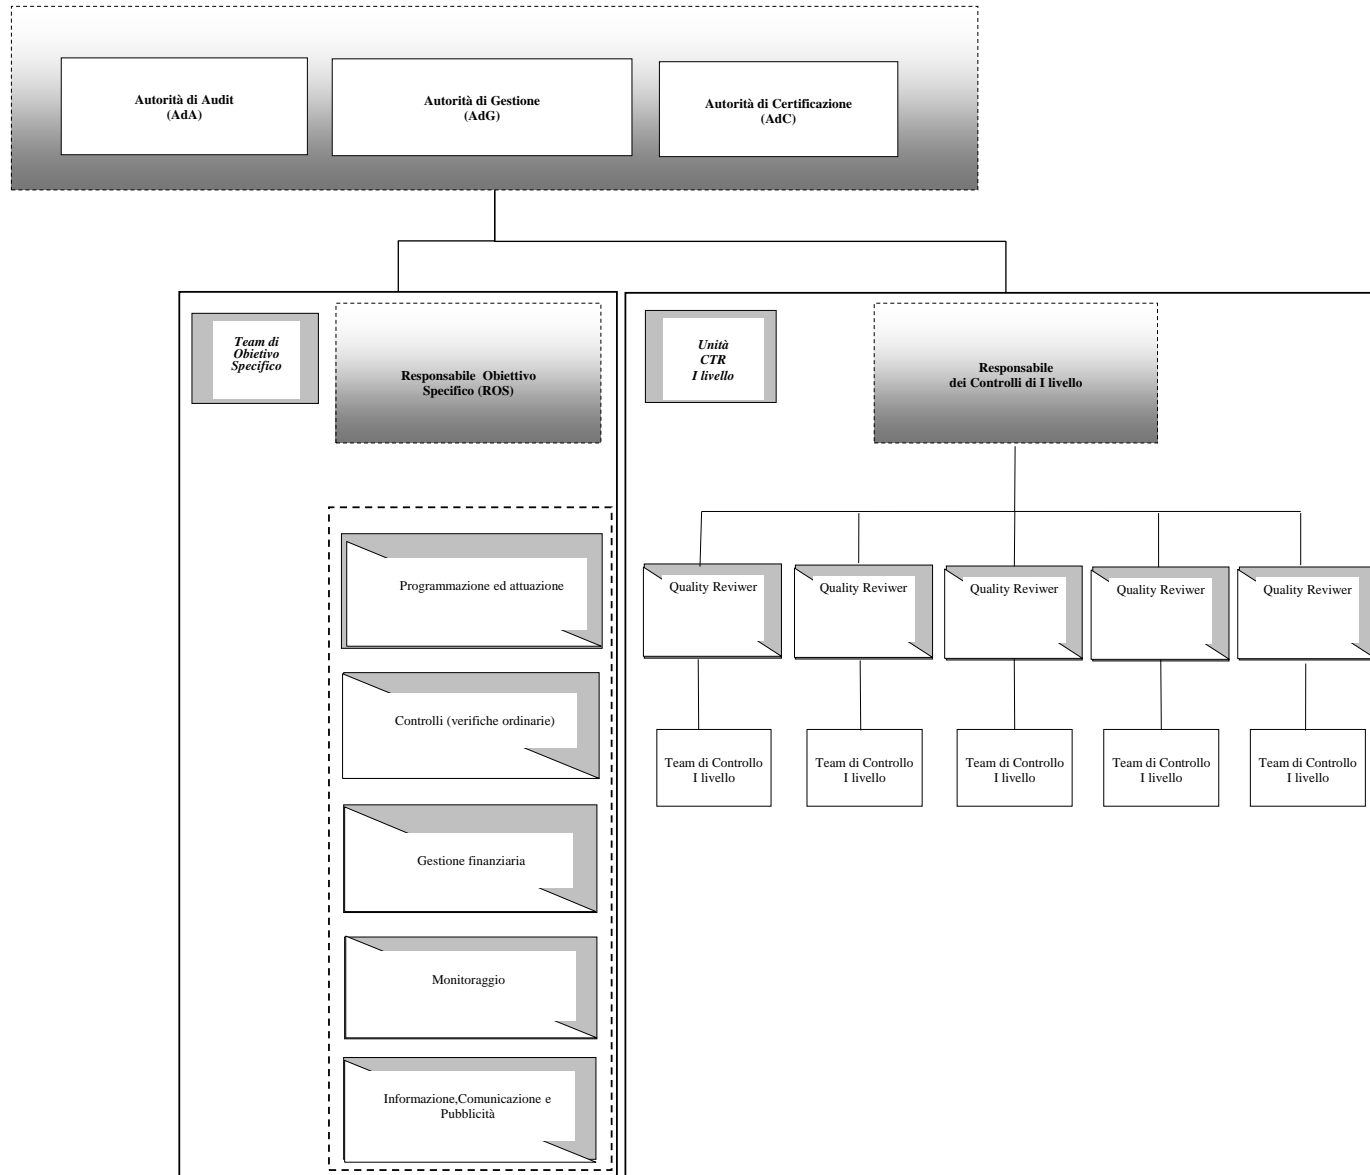 Autorità di Audit
(AdA)
Autorità di Gestione
(AdG)
Autorità di Certificazione
(AdC)
Team di
Obietivo
Specifico
Responsabile Obiettivo
Specifico (ROS)
Unità
CTR
I livello
Responsabile
dei Controlli di I livello
Programmazione ed attuazione
Controlli (verifiche ordinarie)
Gestione finanziaria
Monitoraggio
Informazione,Comunicazione e
Pubblicità
Quality Reviwer
Quality Reviwer
Quality Reviwer
Quality Reviwer
Quality Reviwer
Team di Controllo
I livello
Team di Controllo
I livello
Team di Controllo
I livello
Team di Controllo
I livello
Team di Controllo
I livello